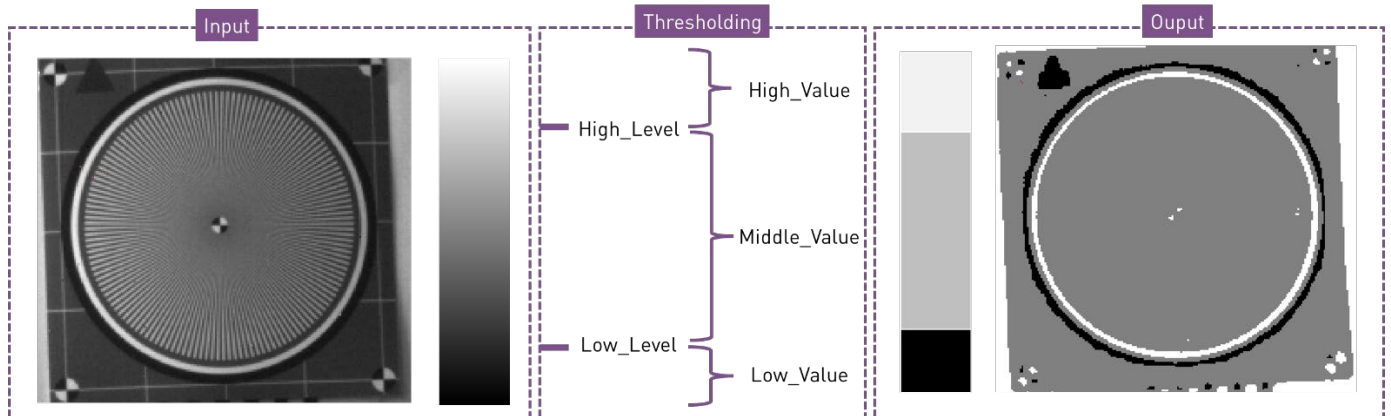 Input
Thresholding
Ouput
High_Value
High_Level
Middle_Value
Low_Level
Low_Value